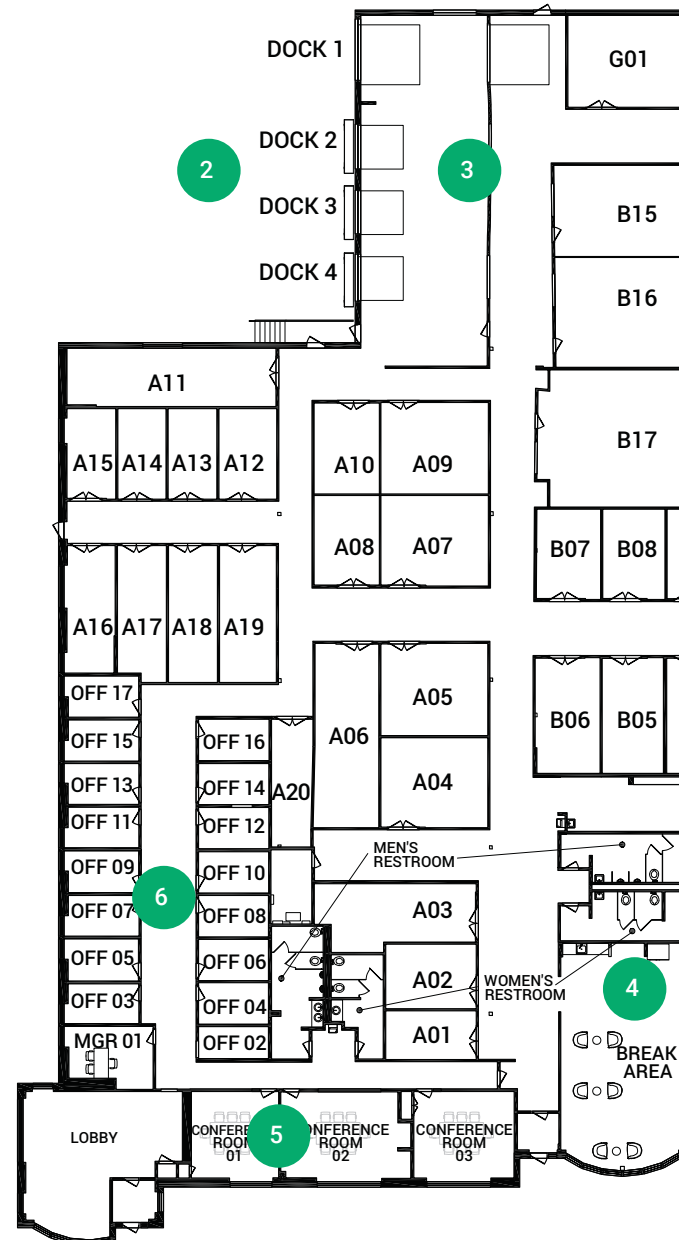 DOCK 1
G01
DOCK 2
2
3
DOCK 3
B15
DOCK 4
B16
A11
A15
A14
A13
A12
A10
A09
B17
A08
A07
B07
B08
A16
A17
A18
A19
OFF 17
A05
A06
B06
B05
OFF 15
OFF 16
OFF 13
OFF 14
A20
A04
OFF 11
OFF 12
MEN'S
RESTROOM
OFF 09
OFF 10
6
OFF 07
OFF 08
A03
OFF 05
OFF 06
A02
WOMEN'S
RESTROOM
4
OFF 03
OFF 04
MGR 01
OFF 02
A01
BREAK
AREA
LOBBY
CONFERENCE
ROOM
01
5
CONFERENCE
ROOM
02
CONFERENCE
ROOM
03